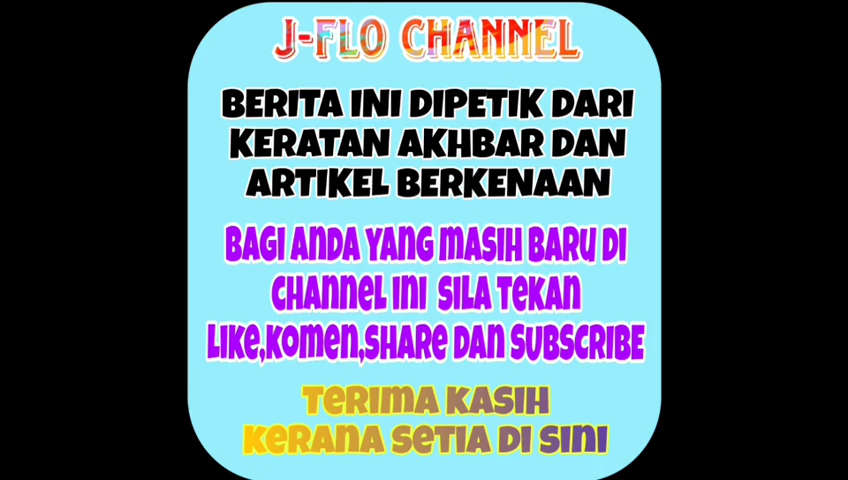 J-FLO CHANNEL
BERITA INI DIPETIK DARI
KERATAN AKHBAR DAN
ARTIKEL BERKENAAN
BAGI ANDA YANG MASIH BARU DI
CHANNEL INI SILA TEKAN
LIKE,KOMEN,SHARE DAN SUBSCRIBE
TERIMA KASIH
KERANA SETIA DI SINI